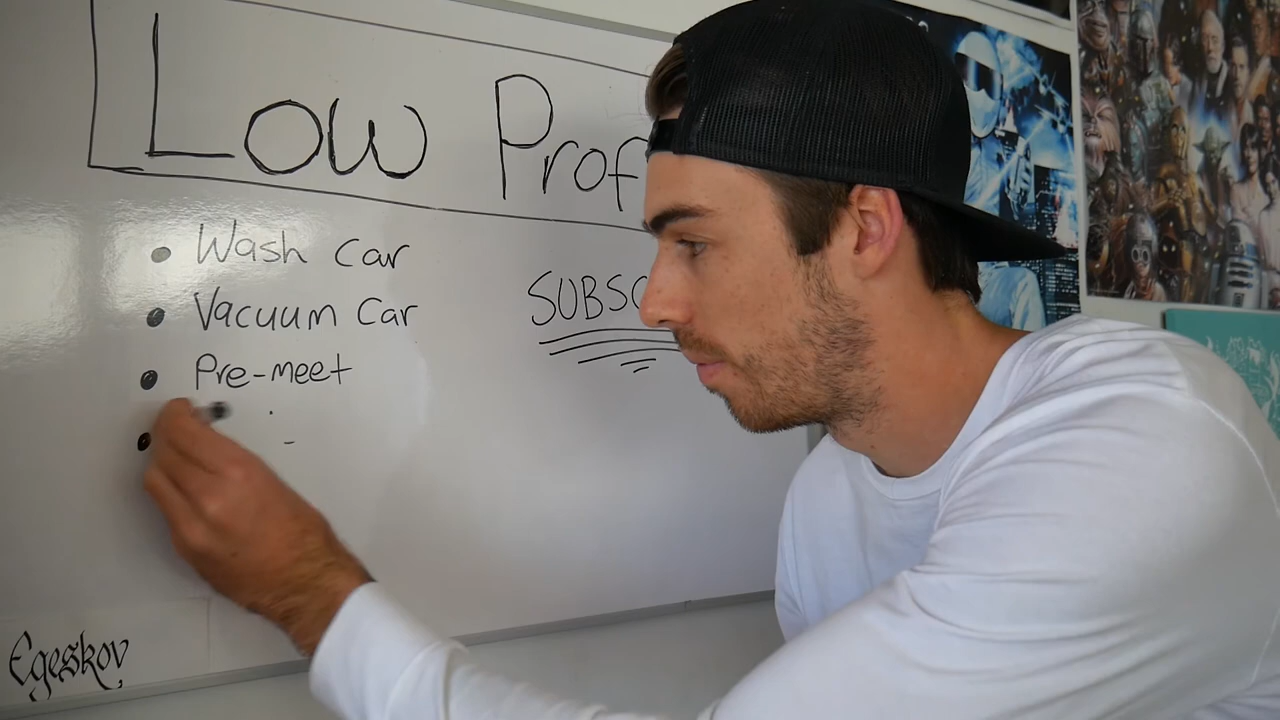 Low Prof
SUBSC
• Wash Car
• Vacuum Car
• Pre-meet
•
Egeskov